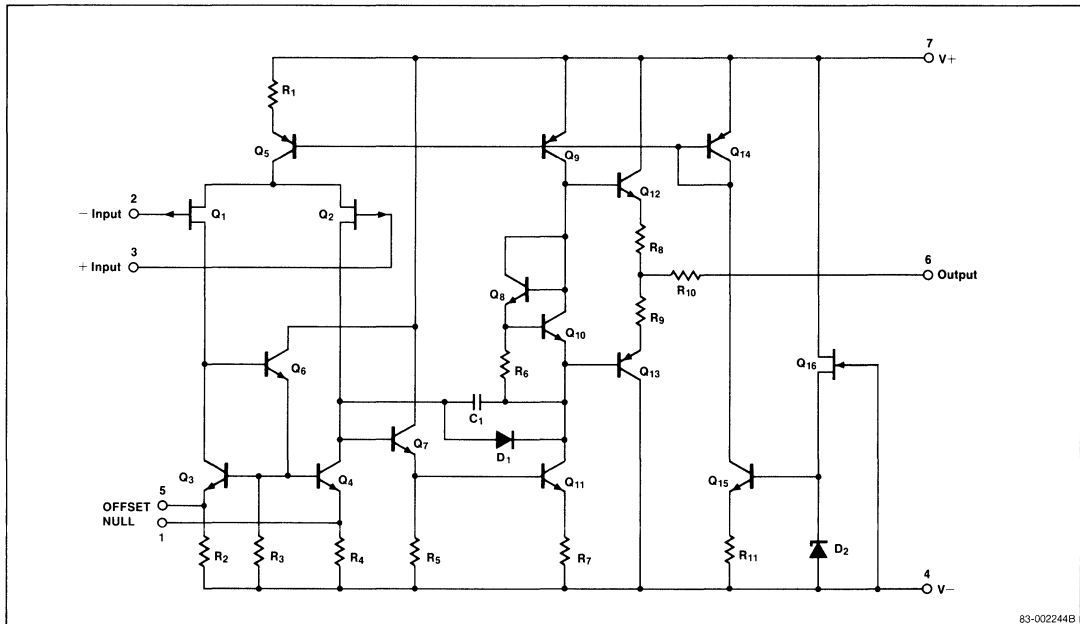 7
V+
R1
Q5
Q9
Q14
2
− Input
Q1
Q2
Q12
3
+ Input
R8
6
Output
R10
Q8
Q10
R9
Q6
R6
Q13
Q16
C1
Q7
D1
Q3
Q4
Q11
Q15
5
OFFSET
NULL
1
R2
R3
R4
R5
R7
R11
D2
4
V−
83-002244B